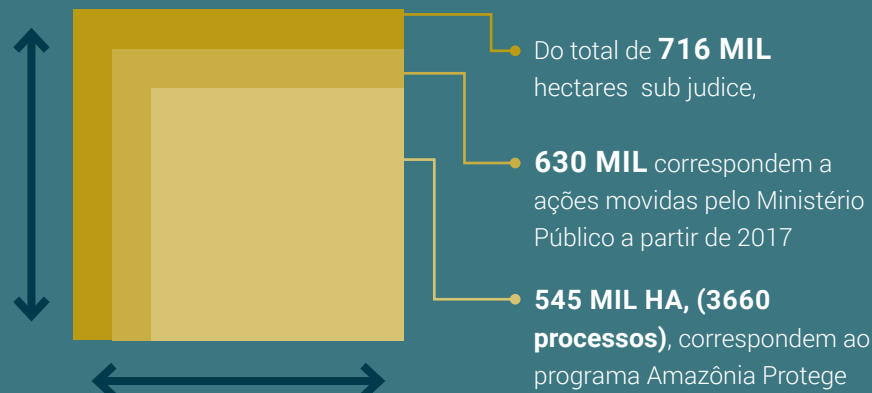 Do total de 716 MIL
hectares sub judice,
630 MIL correspondem a
ações movidas pelo Ministério
Público a partir de 2017
545 MIL HA, (3660
processos), correspondem ao
programa Amazônia Protege